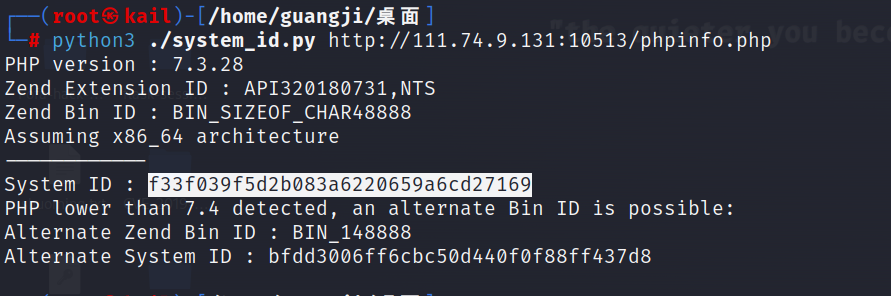 ┌──(root㉿kail)-[/home/guangji/桌面]
└─# python3 ./system_id.py http://111.74.9.131:10513/phpinfo.php
PHP version : 7.3.28
Zend Extension ID : API320180731,NTS
Zend Bin ID : BIN_SIZEOF_CHAR48888
Assuming x86_64 architecture
------------
System ID : f33f039f5d2b083a6220659a6cd27169
PHP lower than 7.4 detected, an alternate Bin ID is possible:
Alternate Zend Bin ID : BIN_148888
Alternate System ID : bfdd3006ff6cbc50d440f0f88ff437d8